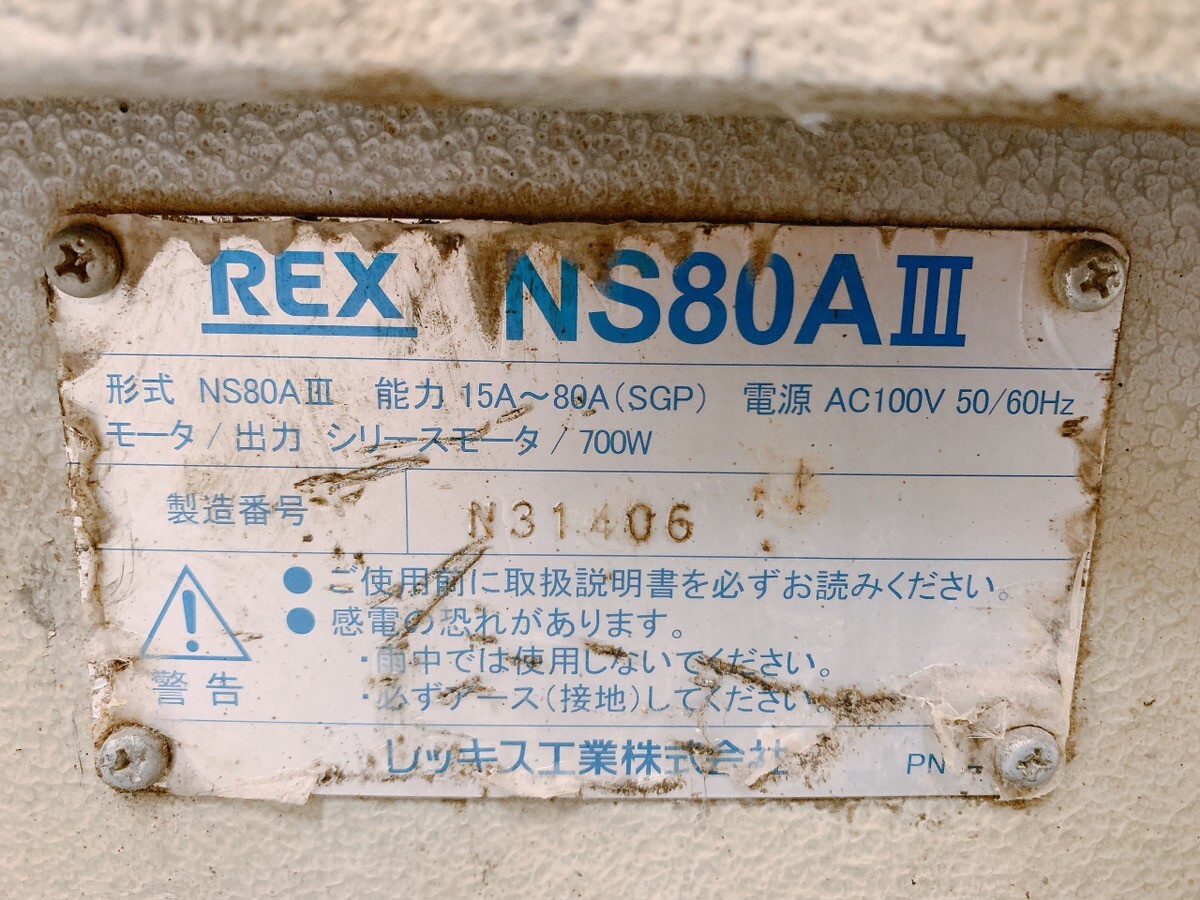 REX NS80AⅢ
形式 NS80AⅢ 能力 15A～80A(SGP) 電源 AC100V 50/60Hz
モータ / 出力 シリースモータ / 700W
製造番号 N31406
● ご使用前に取扱説明書を必ずお読みください。
● 感電の恐れがあります。
・雨中では使用しないでください。
・必ずアース(接地)してください。
警告
レッキス工業株式会社 PN